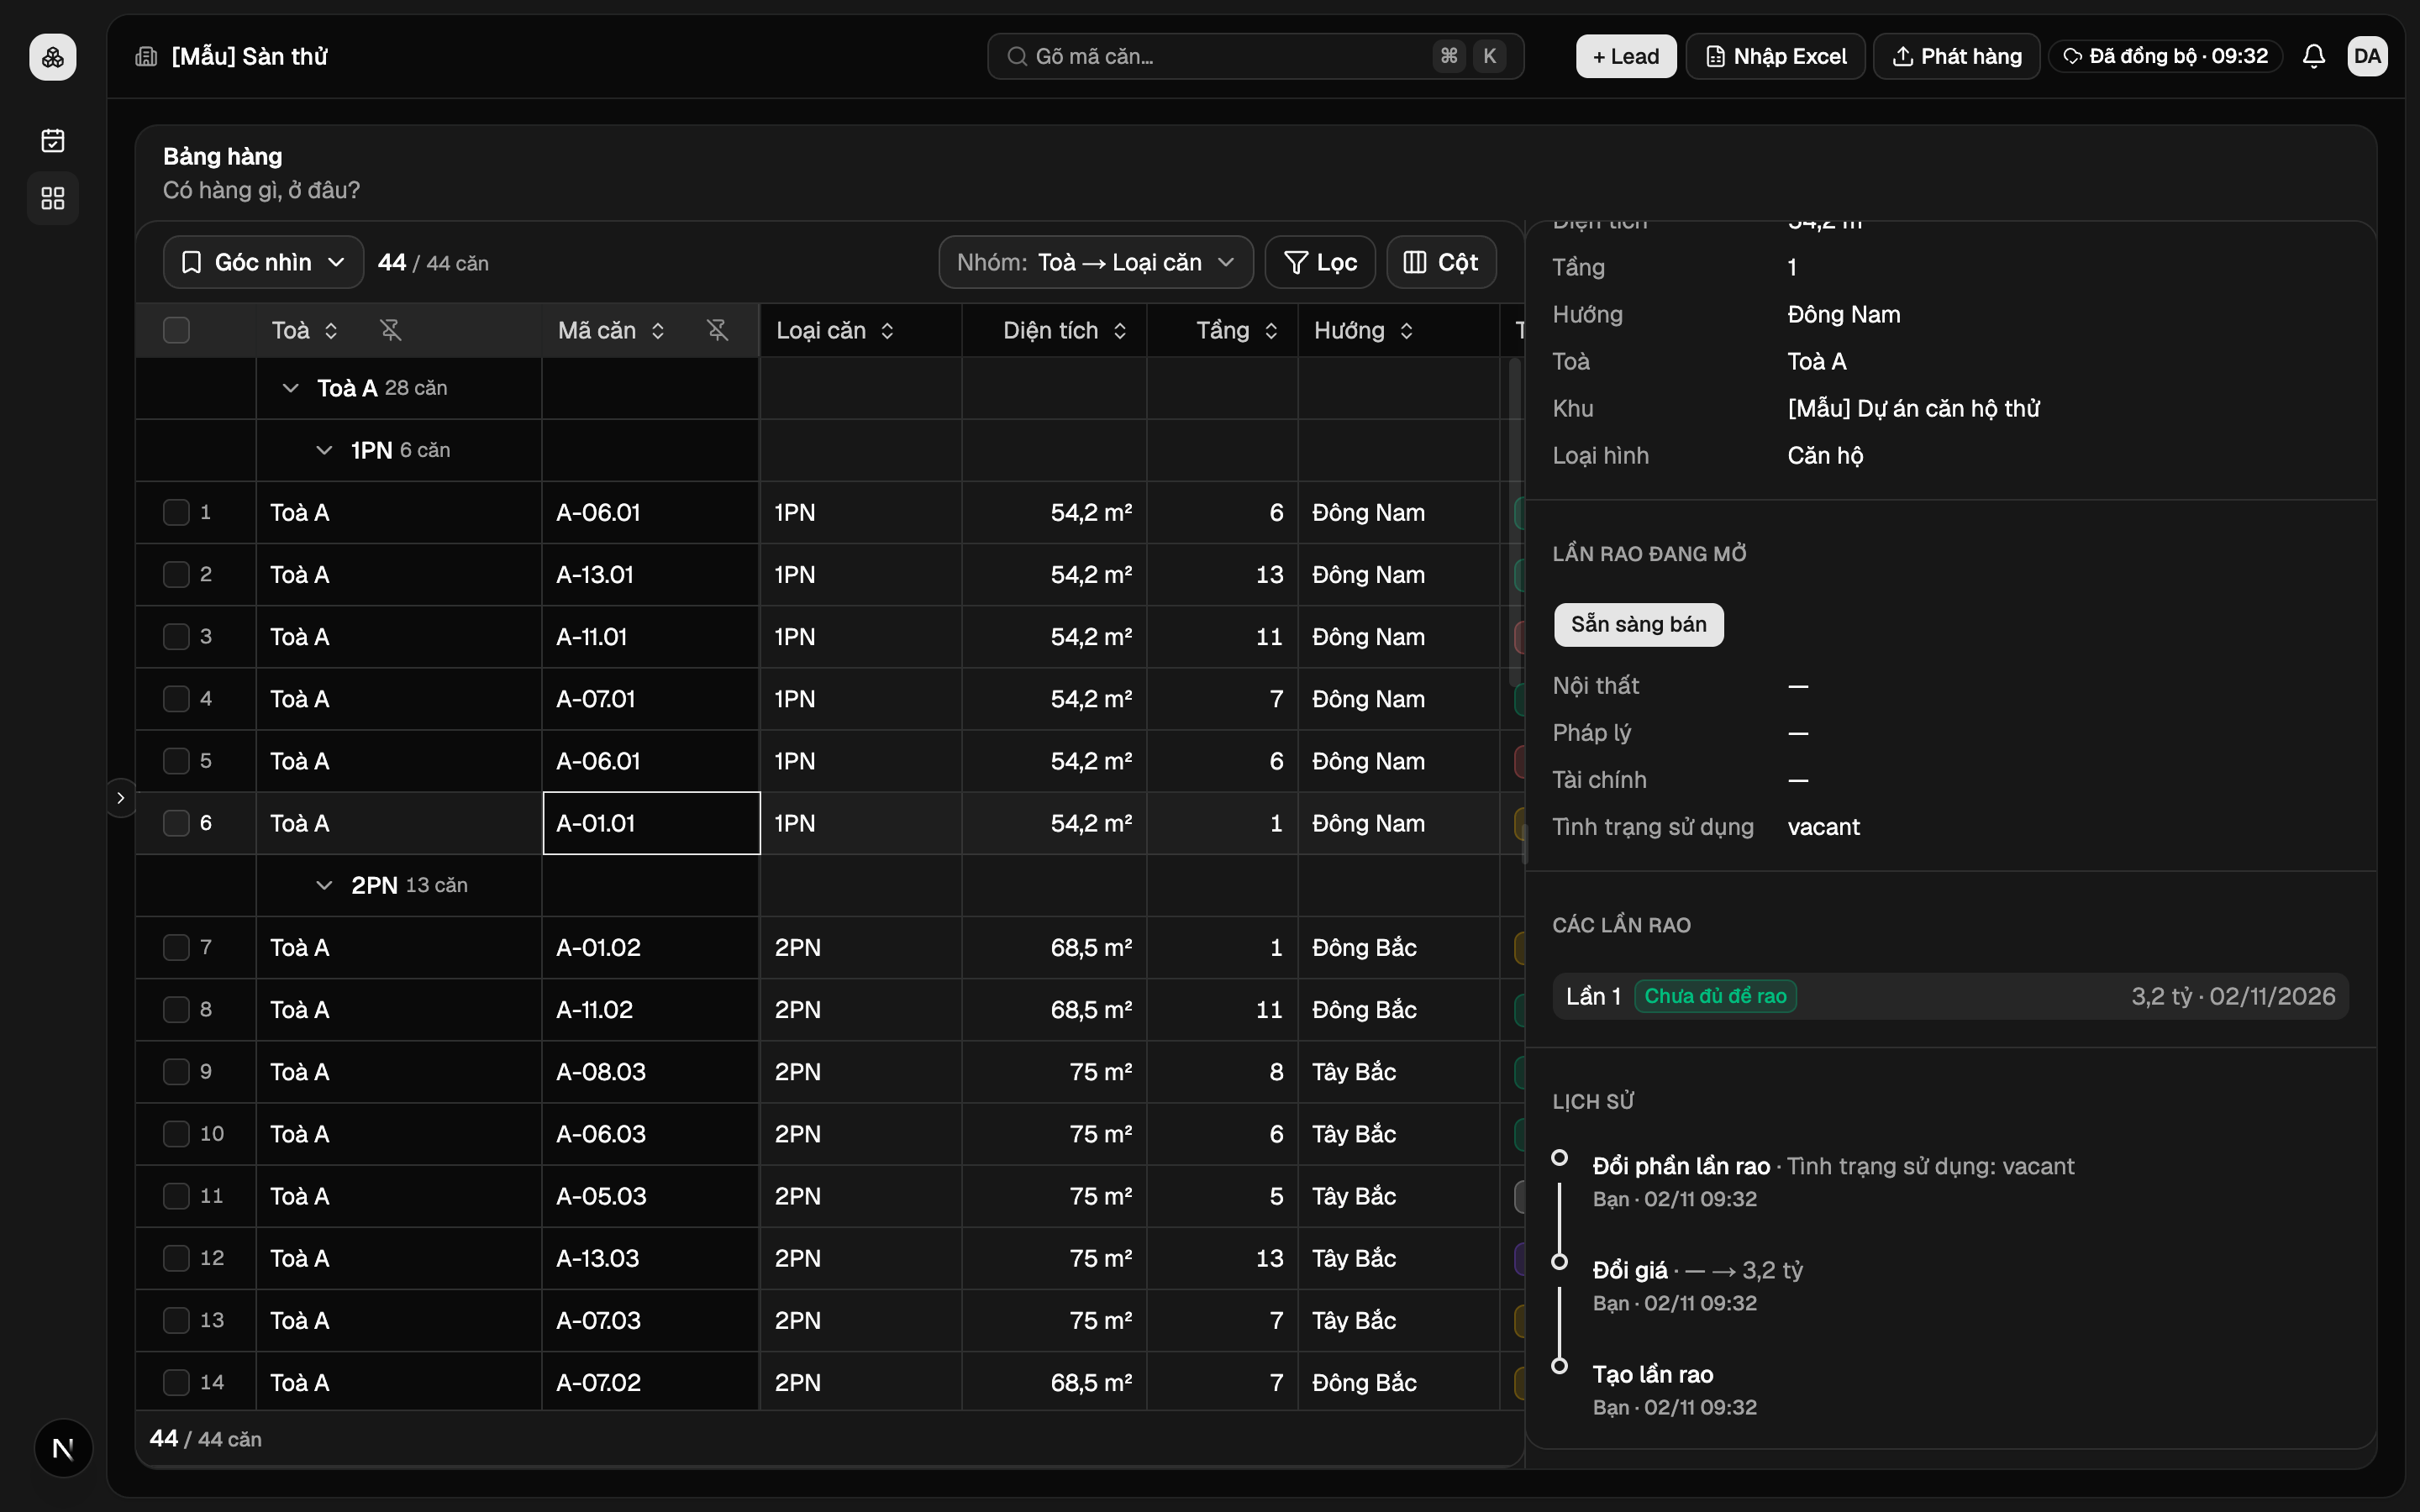 [Mẫu] Sàn thử
Gõ mã căn...
⌘ K
+ Lead
Nhập Excel
Phát hàng
Đã đồng bộ · 09:32
DA
Bảng hàng
Có hàng gì, ở đâu?
Góc nhìn
44 / 44 căn
Nhóm: Toà → Loại căn
Lọc
Cột
Toà Mã căn Loại căn Diện tích Tầng Hướng
Toà A 28 căn
1PN 6 căn
1 Toà A A-06.01 1PN 54,2 m² 6 Đông Nam
2 Toà A A-13.01 1PN 54,2 m² 13 Đông Nam
3 Toà A A-11.01 1PN 54,2 m² 11 Đông Nam
4 Toà A A-07.01 1PN 54,2 m² 7 Đông Nam
5 Toà A A-06.01 1PN 54,2 m² 6 Đông Nam
6 Toà A A-01.01 1PN 54,2 m² 1 Đông Nam
2PN 13 căn
7 Toà A A-01.02 2PN 68,5 m² 1 Đông Bắc
8 Toà A A-11.02 2PN 68,5 m² 11 Đông Bắc
9 Toà A A-08.03 2PN 75 m² 8 Tây Bắc
10 Toà A A-06.03 2PN 75 m² 6 Tây Bắc
11 Toà A A-05.03 2PN 75 m² 5 Tây Bắc
12 Toà A A-13.03 2PN 75 m² 13 Tây Bắc
13 Toà A A-07.03 2PN 75 m² 7 Tây Bắc
14 Toà A A-07.02 2PN 68,5 m² 7 Đông Bắc
44 / 44 căn
N
Diện tích 54,2 m²
Tầng 1
Hướng Đông Nam
Toà Toà A
Khu [Mẫu] Dự án căn hộ thử
Loại hình Căn hộ
LẦN RAO ĐANG MỞ
Sẵn sàng bán
Nội thất —
Pháp lý —
Tài chính —
Tình trạng sử dụng vacant
CÁC LẦN RAO
Lần 1 Chưa đủ để rao 3,2 tỷ · 02/11/2026
LỊCH SỬ
Đổi phần lần rao · Tình trạng sử dụng: vacant
Bạn · 02/11 09:32
Đổi giá · — → 3,2 tỷ
Bạn · 02/11 09:32
Tạo lần rao
Bạn · 02/11 09:32